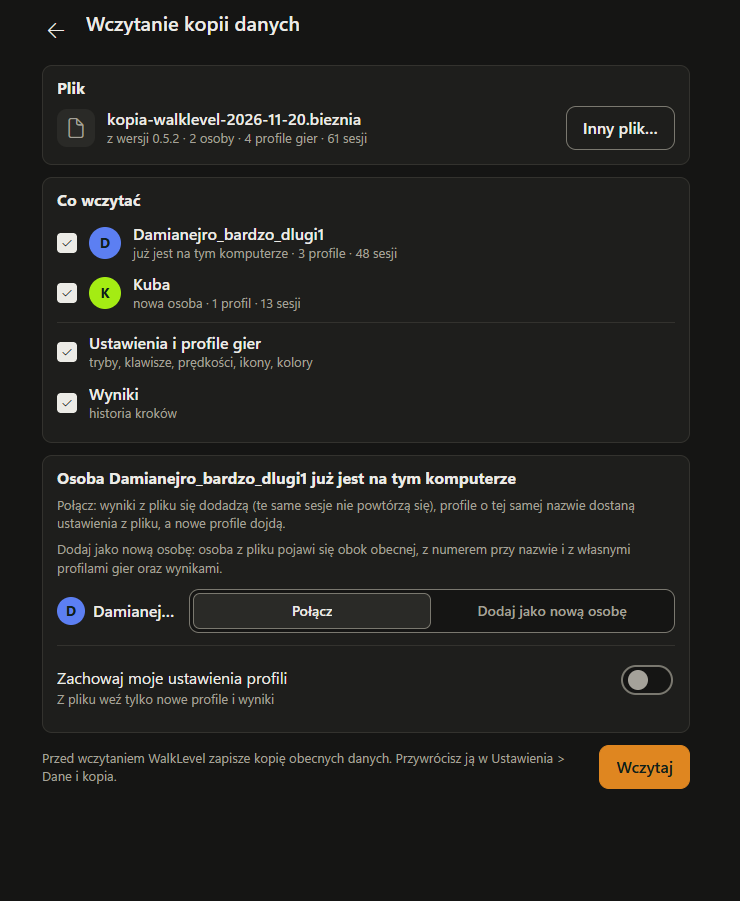 Wczytanie kopii danych
Plik
kopia-walklevel-2026-11-20.bieznia
z wersji 0.5.2 · 2 osoby · 4 profile gier · 61 sesji
Inny plik...
Co wczytać
D
Damianejro_bardzo_dlugi1
już jest na tym komputerze · 3 profile · 48 sesji
K
Kuba
nowa osoba · 1 profil · 13 sesji
Ustawienia i profile gier
tryby, klawisze, prędkości, ikony, kolory
Wyniki
historia kroków
Osoba Damianejro_bardzo_dlugi1 już jest na tym komputerze
Połącz: wyniki z pliku się dodadzą (te same sesje nie powtórzą się), profile o tej samej nazwie dostaną
ustawienia z pliku, a nowe profile dojdą.
Dodaj jako nową osobę: osoba z pliku pojawi się obok obecnej, z numerem przy nazwie i z własnymi
profilami gier oraz wynikami.
D
Damianej...
Połącz
Dodaj jako nową osobę
Zachowaj moje ustawienia profili
Z pliku weź tylko nowe profile i wyniki
Przed wczytaniem WalkLevel zapisze kopię obecnych danych. Przywrócisz ją w Ustawienia >
Dane i kopia.
Wczytaj